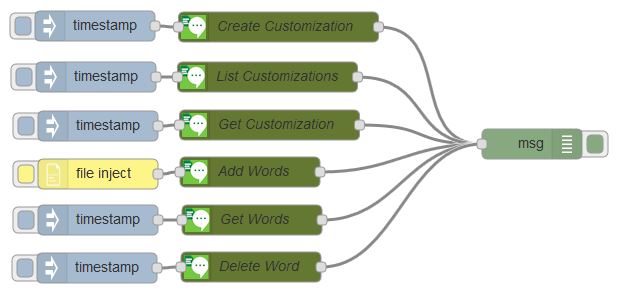 timestamp Create Customization
timestamp List Customizations
timestamp Get Customization
msg
file inject Add Words
timestamp Get Words
timestamp Delete Word